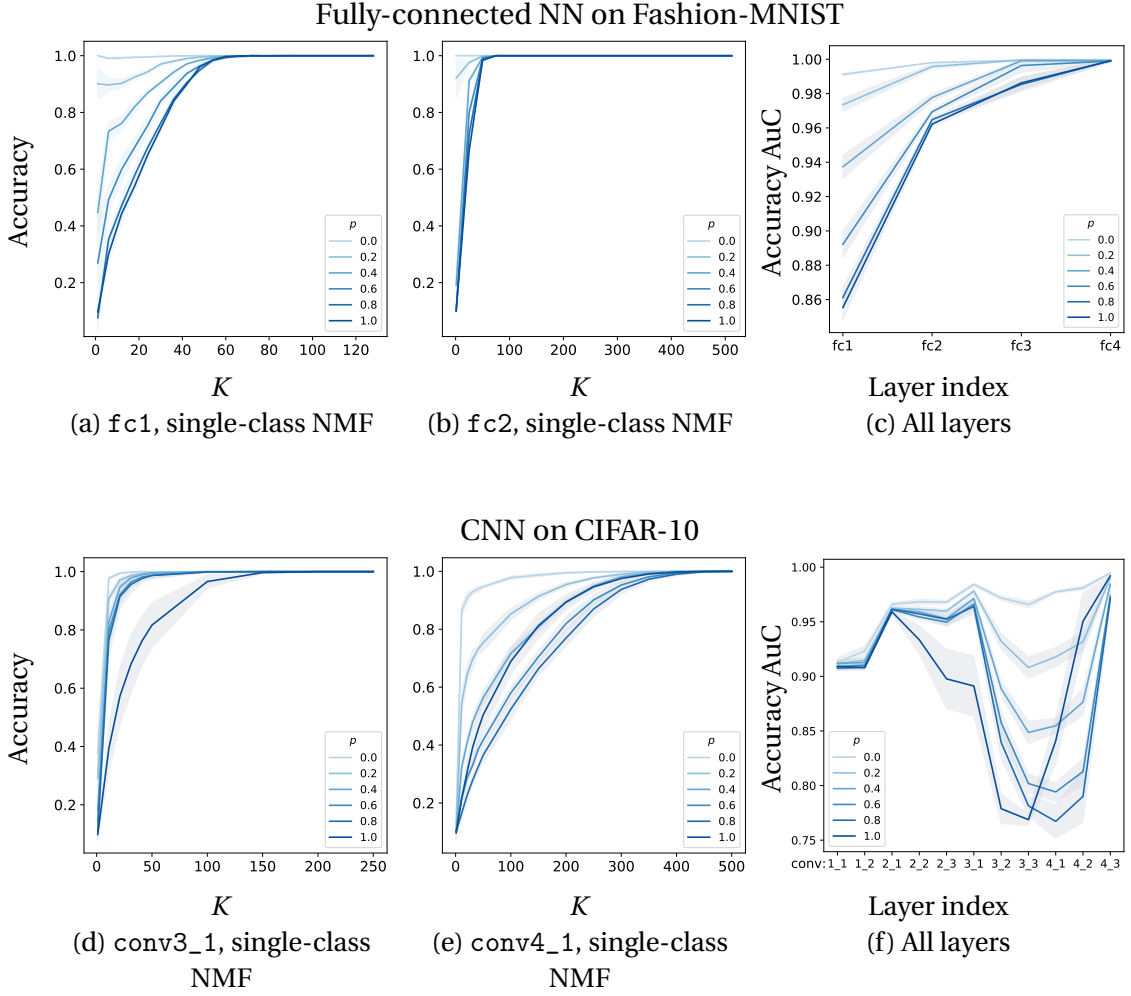 Fully-connected NN on Fashion-MNIST
Accuracy
1.0
0.8
0.6
0.4
0.2
p
0.0
0.2
0.4
0.6
0.8
1.0
0 20 40 60 80 100 120
K
(a) fc1, single-class NMF
1.0
0.8
0.6
0.4
0.2
p
0.0
0.2
0.4
0.6
0.8
1.0
0 100 200 300 400 500
K
(b) fc2, single-class NMF
Accuracy AuC
1.00
0.98
0.96
0.94
0.92
0.90
0.88
0.86
p
0.0
0.2
0.4
0.6
0.8
1.0
fc1 fc2 fc3 fc4
Layer index
(c) All layers
CNN on CIFAR-10
Accuracy
1.0
0.8
0.6
0.4
0.2
p
0.0
0.2
0.4
0.6
0.8
1.0
0 50 100 150 200 250
K
(d) conv3_1, single-class
NMF
1.0
0.8
0.6
0.4
0.2
p
0.0
0.2
0.4
0.6
0.8
1.0
0 100 200 300 400 500
K
(e) conv4_1, single-class
NMF
Accuracy AuC
1.00
0.95
0.90
0.85
0.80
0.75
p
0.0
0.2
0.4
0.6
0.8
1.0
conv: 1_1 1_2 2_1 2_2 2_3 3_1 3_2 3_3 4_1 4_2 4_3
Layer index
(f) All layers